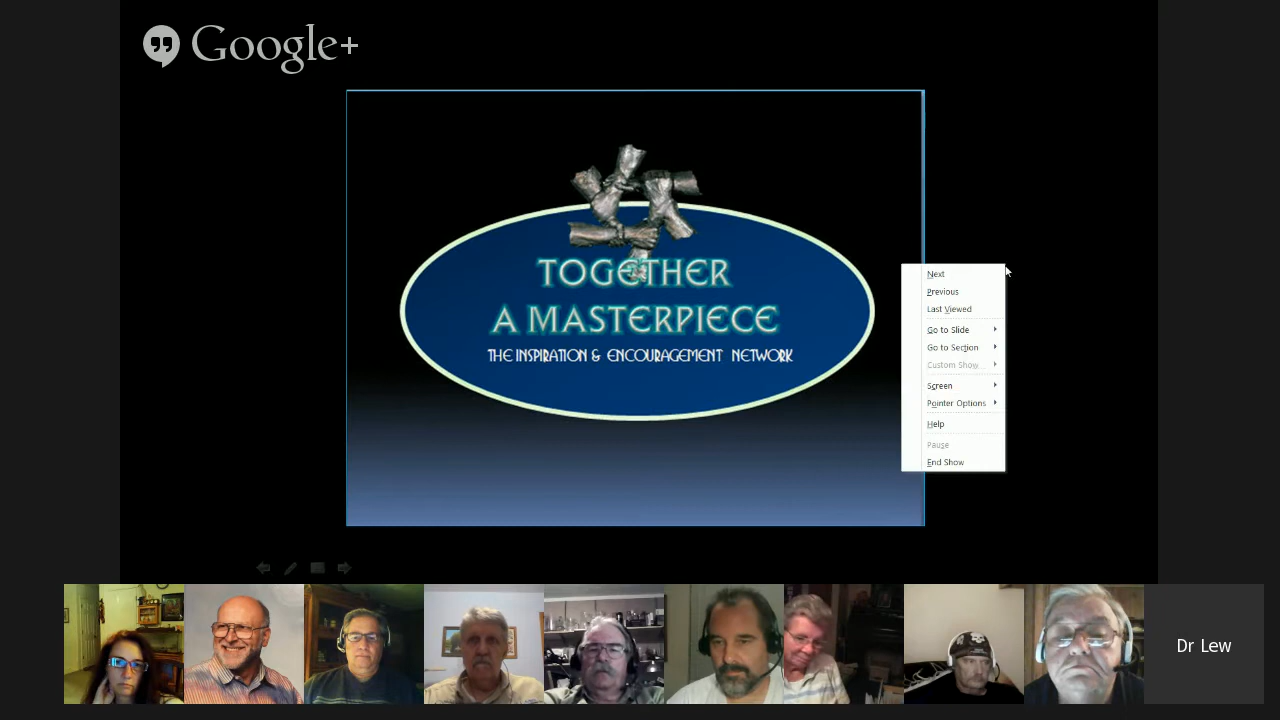 Google+
TOGETHER
A MASTERPIECE
THE INSPIRATION & ENCOURAGEMENT NETWORK
Next
Previous
Last Viewed
Go to Slide
Go to Section
Custom Show...
Screen
Pointer Options
Help
Pause
End Show
Dr Lew